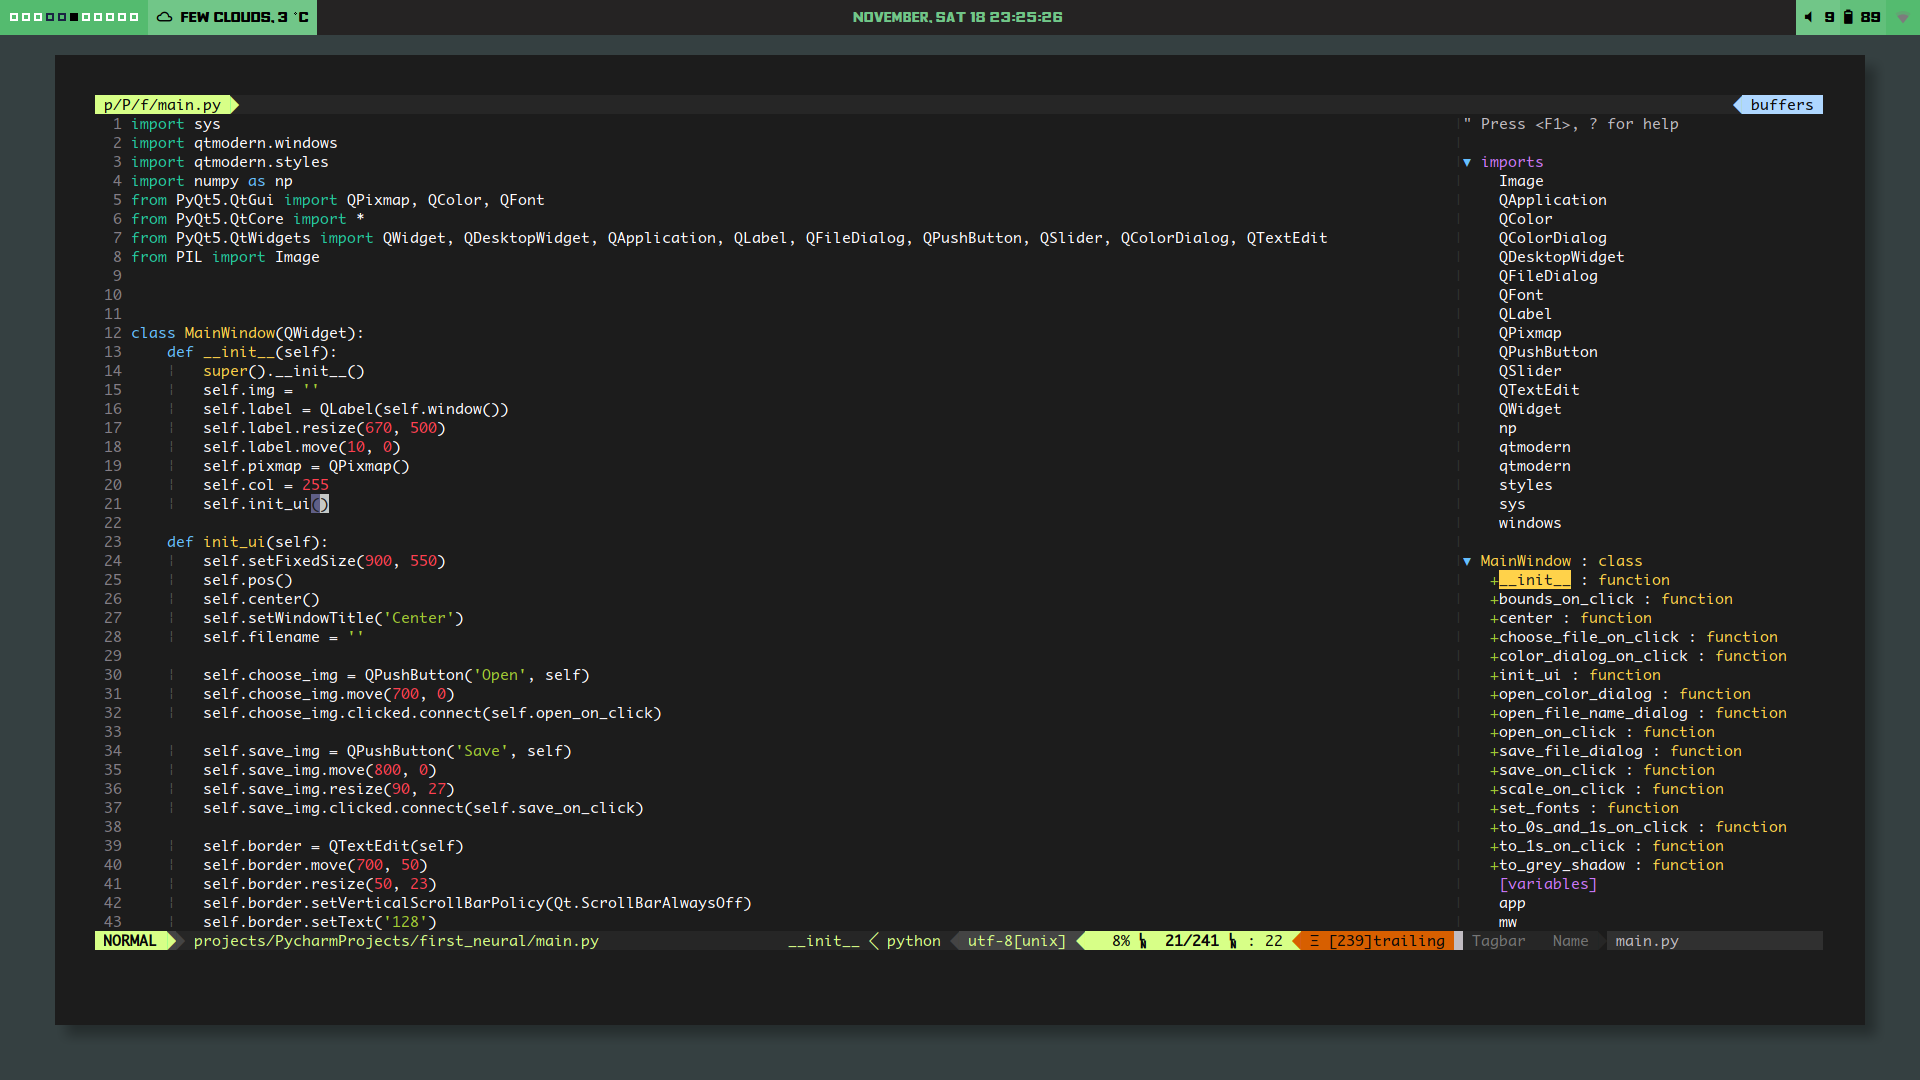 FEW CLOUDS, 3 °C
NOVEMBER, SAT 18 23:25:26
9 89
p/P/f/main.py
buffers
1 import sys
2 import qtmodern.windows
3 import qtmodern.styles
4 import numpy as np
5 from PyQt5.QtGui import QPixmap, QColor, QFont
6 from PyQt5.QtCore import *
7 from PyQt5.QtWidgets import QWidget, QDesktopWidget, QApplication, QLabel, QFileDialog, QPushButton, QSlider, QColorDialog, QTextEdit
8 from PIL import Image
9
10
11
12 class MainWindow(QWidget):
13     def __init__(self):
14         super().__init__()
15         self.img = ''
16         self.label = QLabel(self.window())
17         self.label.resize(670, 500)
18         self.label.move(10, 0)
19         self.pixmap = QPixmap()
20         self.col = 255
21         self.init_ui()
22
23     def init_ui(self):
24         self.setFixedSize(900, 550)
25         self.pos()
26         self.center()
27         self.setWindowTitle('Center')
28         self.filename = ''
29
30         self.choose_img = QPushButton('Open', self)
31         self.choose_img.move(700, 0)
32         self.choose_img.clicked.connect(self.open_on_click)
33
34         self.save_img = QPushButton('Save', self)
35         self.save_img.move(800, 0)
36         self.save_img.resize(90, 27)
37         self.save_img.clicked.connect(self.save_on_click)
38
39         self.border = QTextEdit(self)
40         self.border.move(700, 50)
41         self.border.resize(50, 23)
42         self.border.setVerticalScrollBarPolicy(Qt.ScrollBarAlwaysOff)
43         self.border.setText('128')
" Press <F1>, ? for help
▼ imports
Image
QApplication
QColor
QColorDialog
QDesktopWidget
QFileDialog
QFont
QLabel
QPixmap
QPushButton
QSlider
QTextEdit
QWidget
np
qtmodern
qtmodern
styles
sys
windows
▼ MainWindow : class
+__init__ : function
+bounds_on_click : function
+center : function
+choose_file_on_click : function
+color_dialog_on_click : function
+init_ui : function
+open_color_dialog : function
+open_file_name_dialog : function
+open_on_click : function
+save_file_dialog : function
+save_on_click : function
+scale_on_click : function
+set_fonts : function
+to_0s_and_1s_on_click : function
+to_1s_on_click : function
+to_grey_shadow : function
[variables]
app
mw
NORMAL projects/PycharmProjects/first_neural/main.py __init__ python utf-8[unix] 8% 21/241 : 22 Ξ [239]trailing Tagbar Name main.py